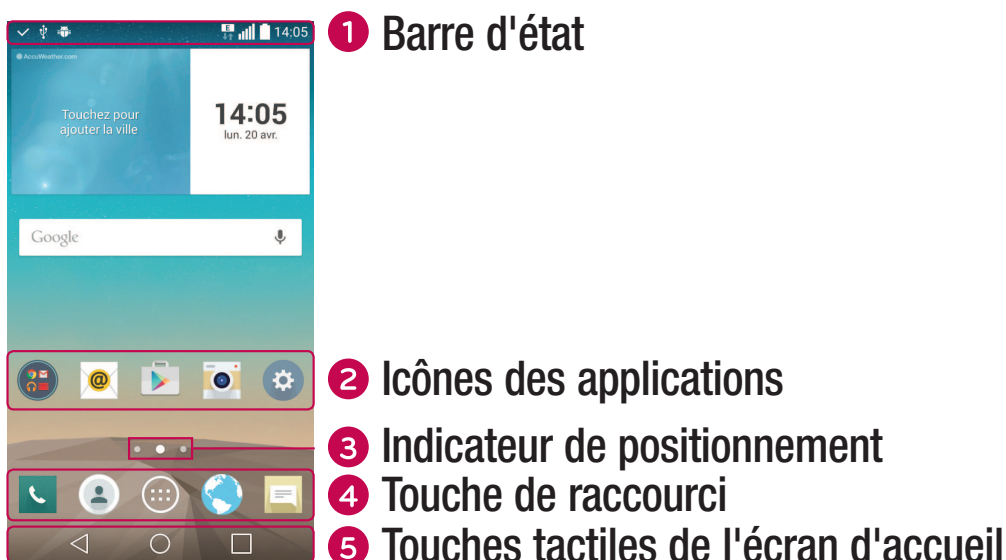 14:05
1 Barre d'état
AccuWeather.com
Touchez pour
ajouter la ville
14:05
lun. 20 avr.
Google
@
2 Icônes des applications
3 Indicateur de positionnement
4 Touche de raccourci
5 Touches tactiles de l'écran d'accueil